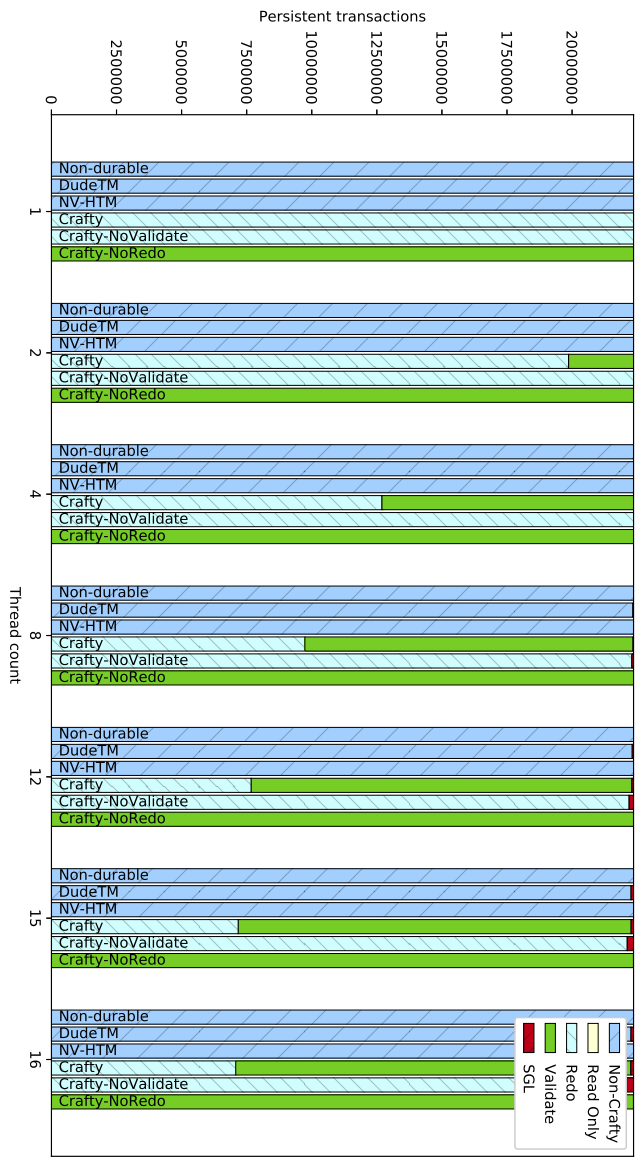 Persistent transactions
0
2500000
5000000
7500000
10000000
12500000
15000000
17500000
20000000
Non-durable
DudeTM
NV-HTM
Crafty
Crafty-NoValidate
Crafty-NoRedo
1
Non-durable
DudeTM
NV-HTM
Crafty
Crafty-NoValidate
Crafty-NoRedo
2
Non-durable
DudeTM
NV-HTM
Crafty
Crafty-NoValidate
Crafty-NoRedo
4
Non-durable
DudeTM
NV-HTM
Crafty
Crafty-NoValidate
Crafty-NoRedo
8
Non-durable
DudeTM
NV-HTM
Crafty
Crafty-NoValidate
Crafty-NoRedo
12
Non-durable
DudeTM
NV-HTM
Crafty
Crafty-NoValidate
Crafty-NoRedo
15
Non-durable
DudeTM
NV-HTM
Crafty
Crafty-NoValidate
Crafty-NoRedo
16
Thread count
Non-Crafty
Read Only
Redo
Validate
SGL